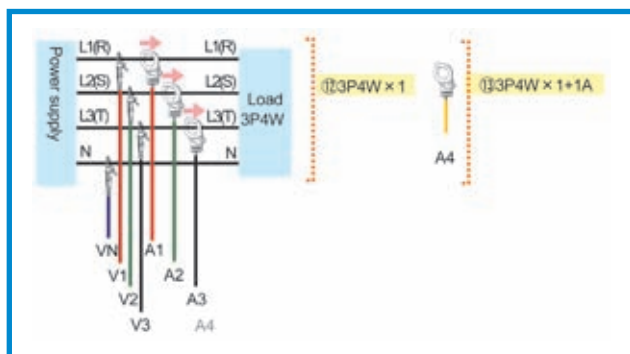 Power supply
L1(R)
L1(R)
L2(S)
L2(S)
L3(T)
L3(T)
N
N
Load
3P4W
VN
V1
V2
V3
A1
A2
A3
A4
⑫3P4W×1
A4
⑬3P4W×1+1A